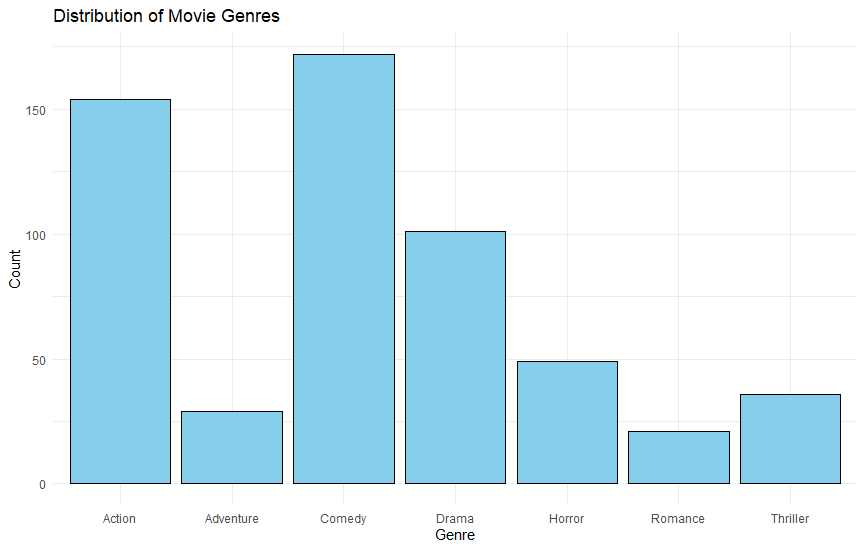 Distribution of Movie Genres
Count
150
100
50
0
Action Adventure Comedy Drama Horror Romance Thriller
Genre